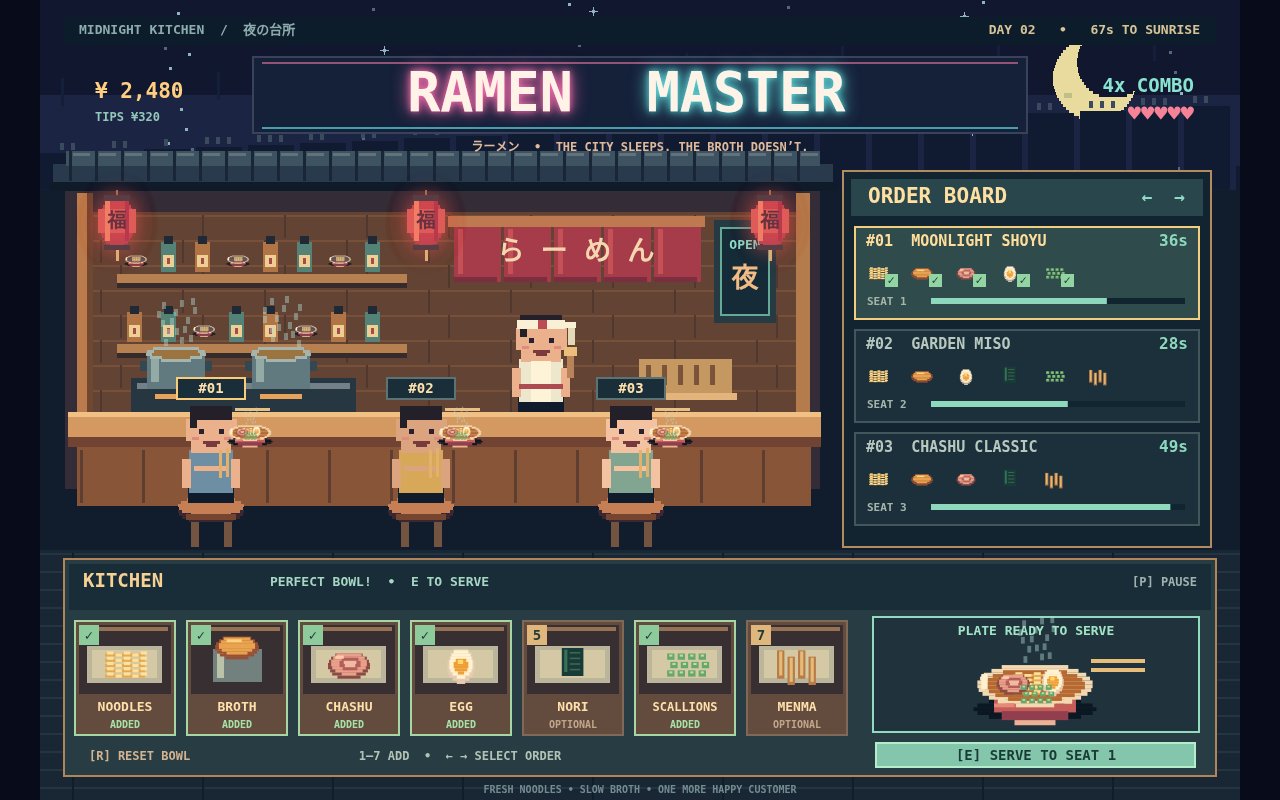 MIDNIGHT KITCHEN / 夜の台所
DAY 02 • 67s TO SUNRISE
¥ 2,480
TIPS ¥320
RAMEN MASTER
4x COMBO
ラーメン • THE CITY SLEEPS. THE BROTH DOESN'T.
福 福 福
らーめん
OPEN
夜
#01 #02 #03
ORDER BOARD ← →
#01 MOONLIGHT SHOYU 36s
SEAT 1
#02 GARDEN MISO 28s
SEAT 2
#03 CHASHU CLASSIC 49s
SEAT 3
KITCHEN PERFECT BOWL! • E TO SERVE [P] PAUSE
✓ ✓ ✓ ✓ 5 ✓ 7
NOODLES BROTH CHASHU EGG NORI SCALLIONS MENMA
ADDED ADDED ADDED ADDED OPTIONAL ADDED OPTIONAL
PLATE READY TO SERVE
[R] RESET BOWL 1–7 ADD • ← → SELECT ORDER
[E] SERVE TO SEAT 1
FRESH NOODLES • SLOW BROTH • ONE MORE HAPPY CUSTOMER